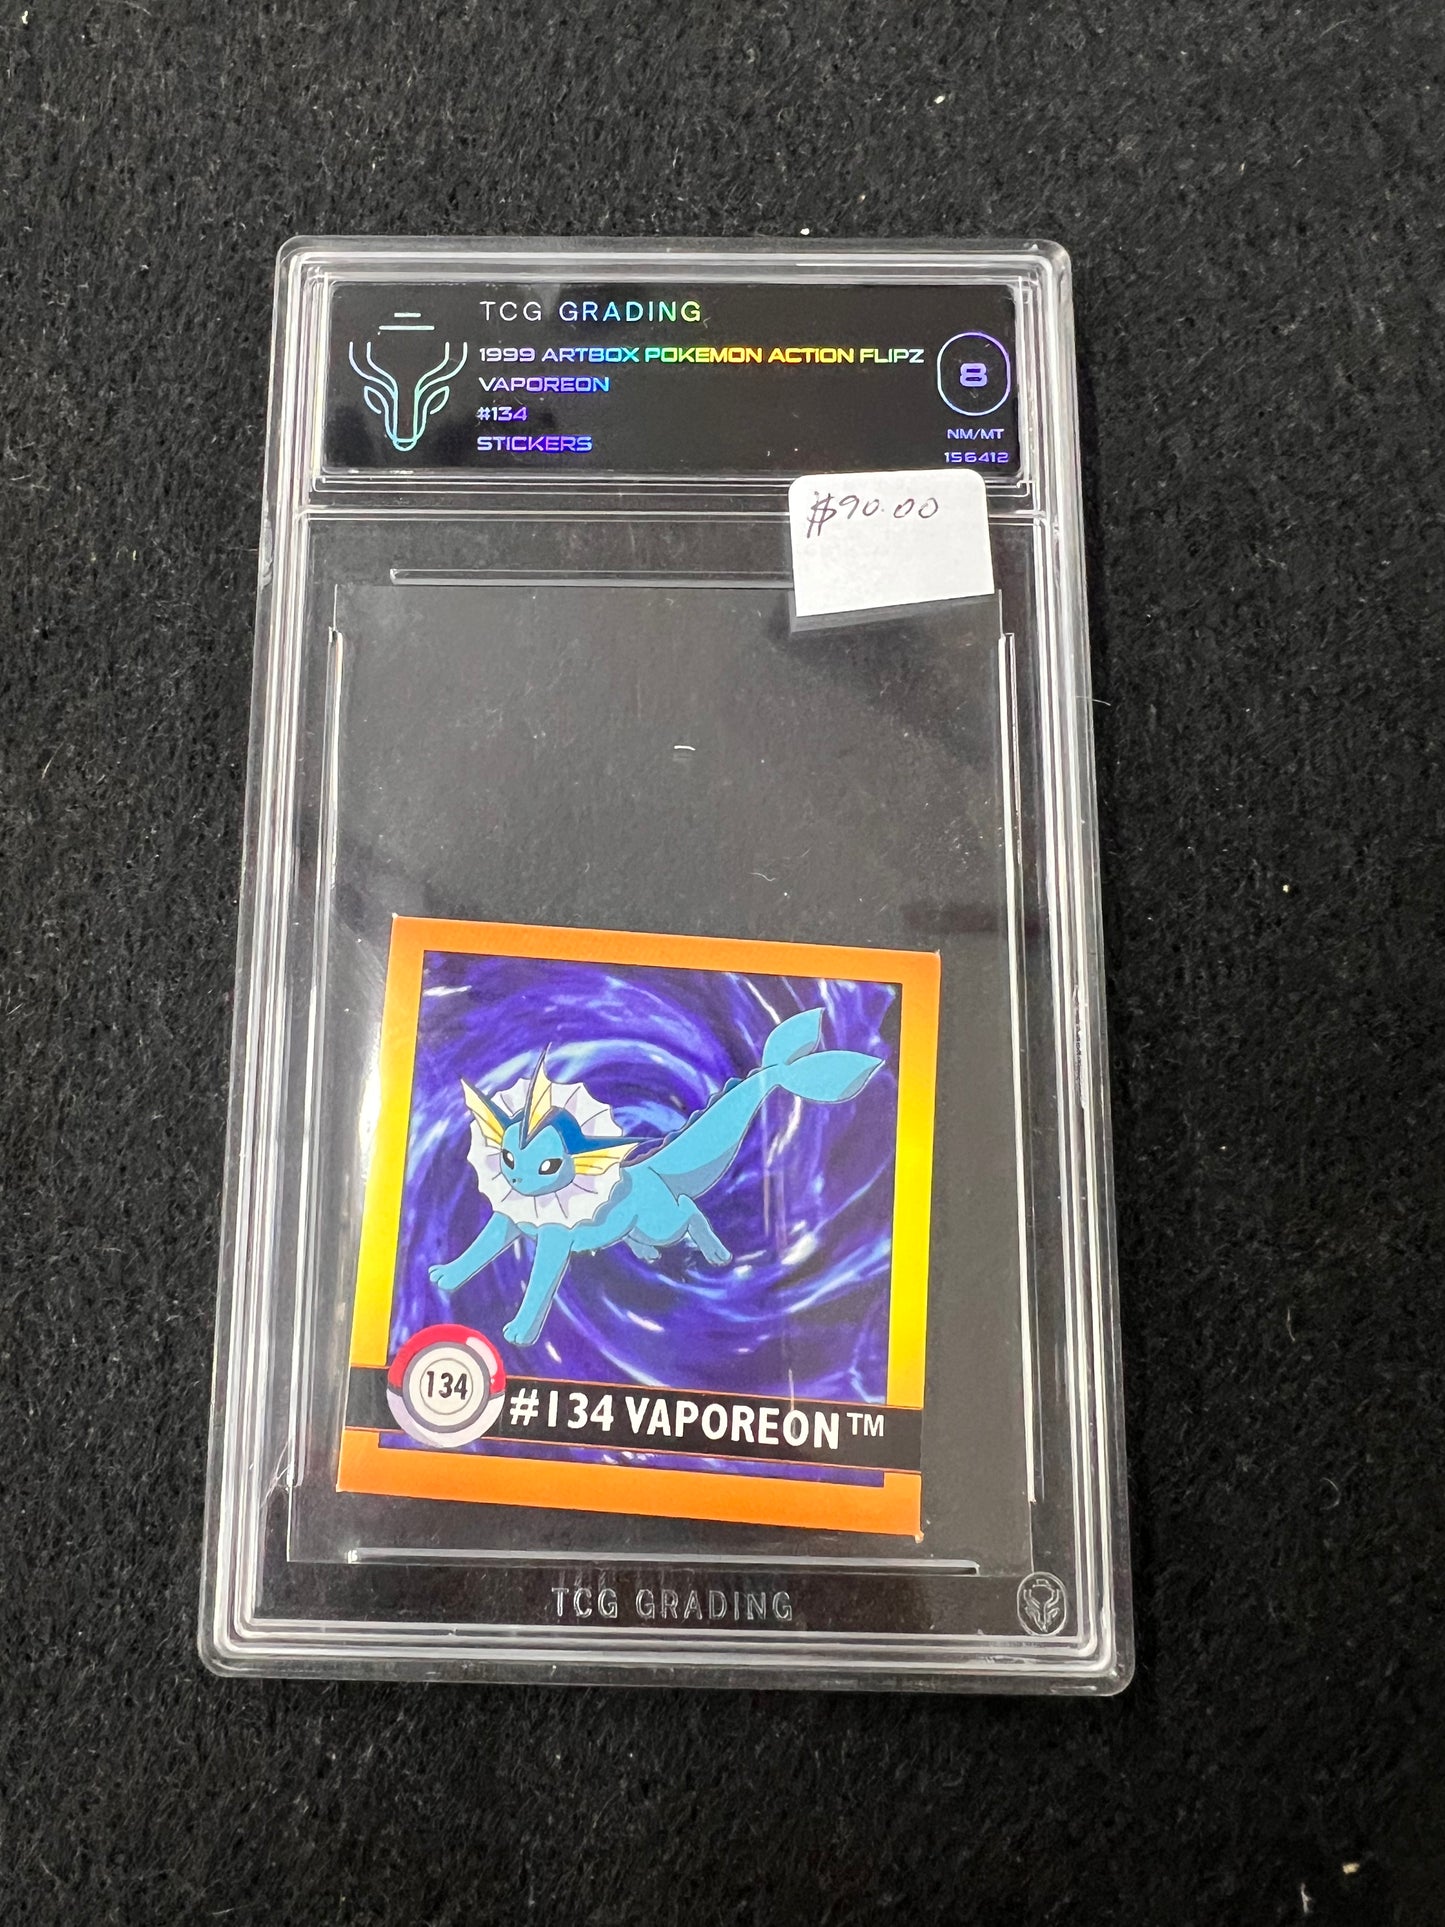 TCG GRADING
1999 ARTBOX POKEMON ACTION FLIPZ
VAPOREON
#134
STICKERS
8
NM/MT
156412
$90.00
134
#134 VAPOREON™
TCG GRADING